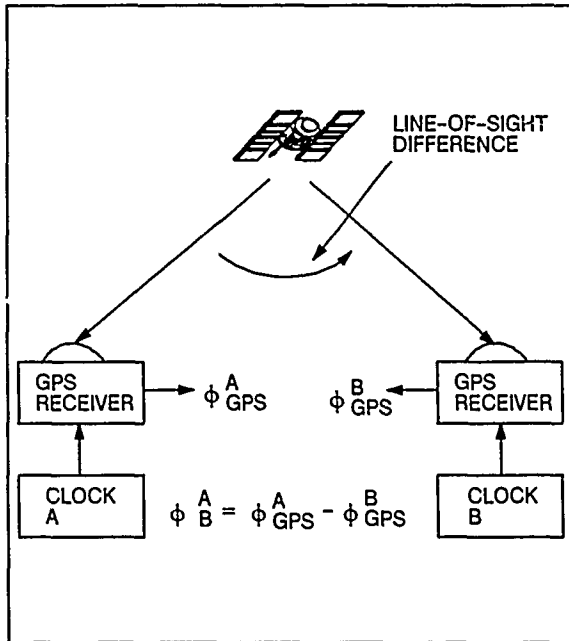 LINE-OF-SIGHT
DIFFERENCE
GPS
RECEIVER
ϕ A GPS
ϕ B GPS
GPS
RECEIVER
CLOCK
A
ϕ A B = ϕ A GPS - ϕ B GPS
CLOCK
B